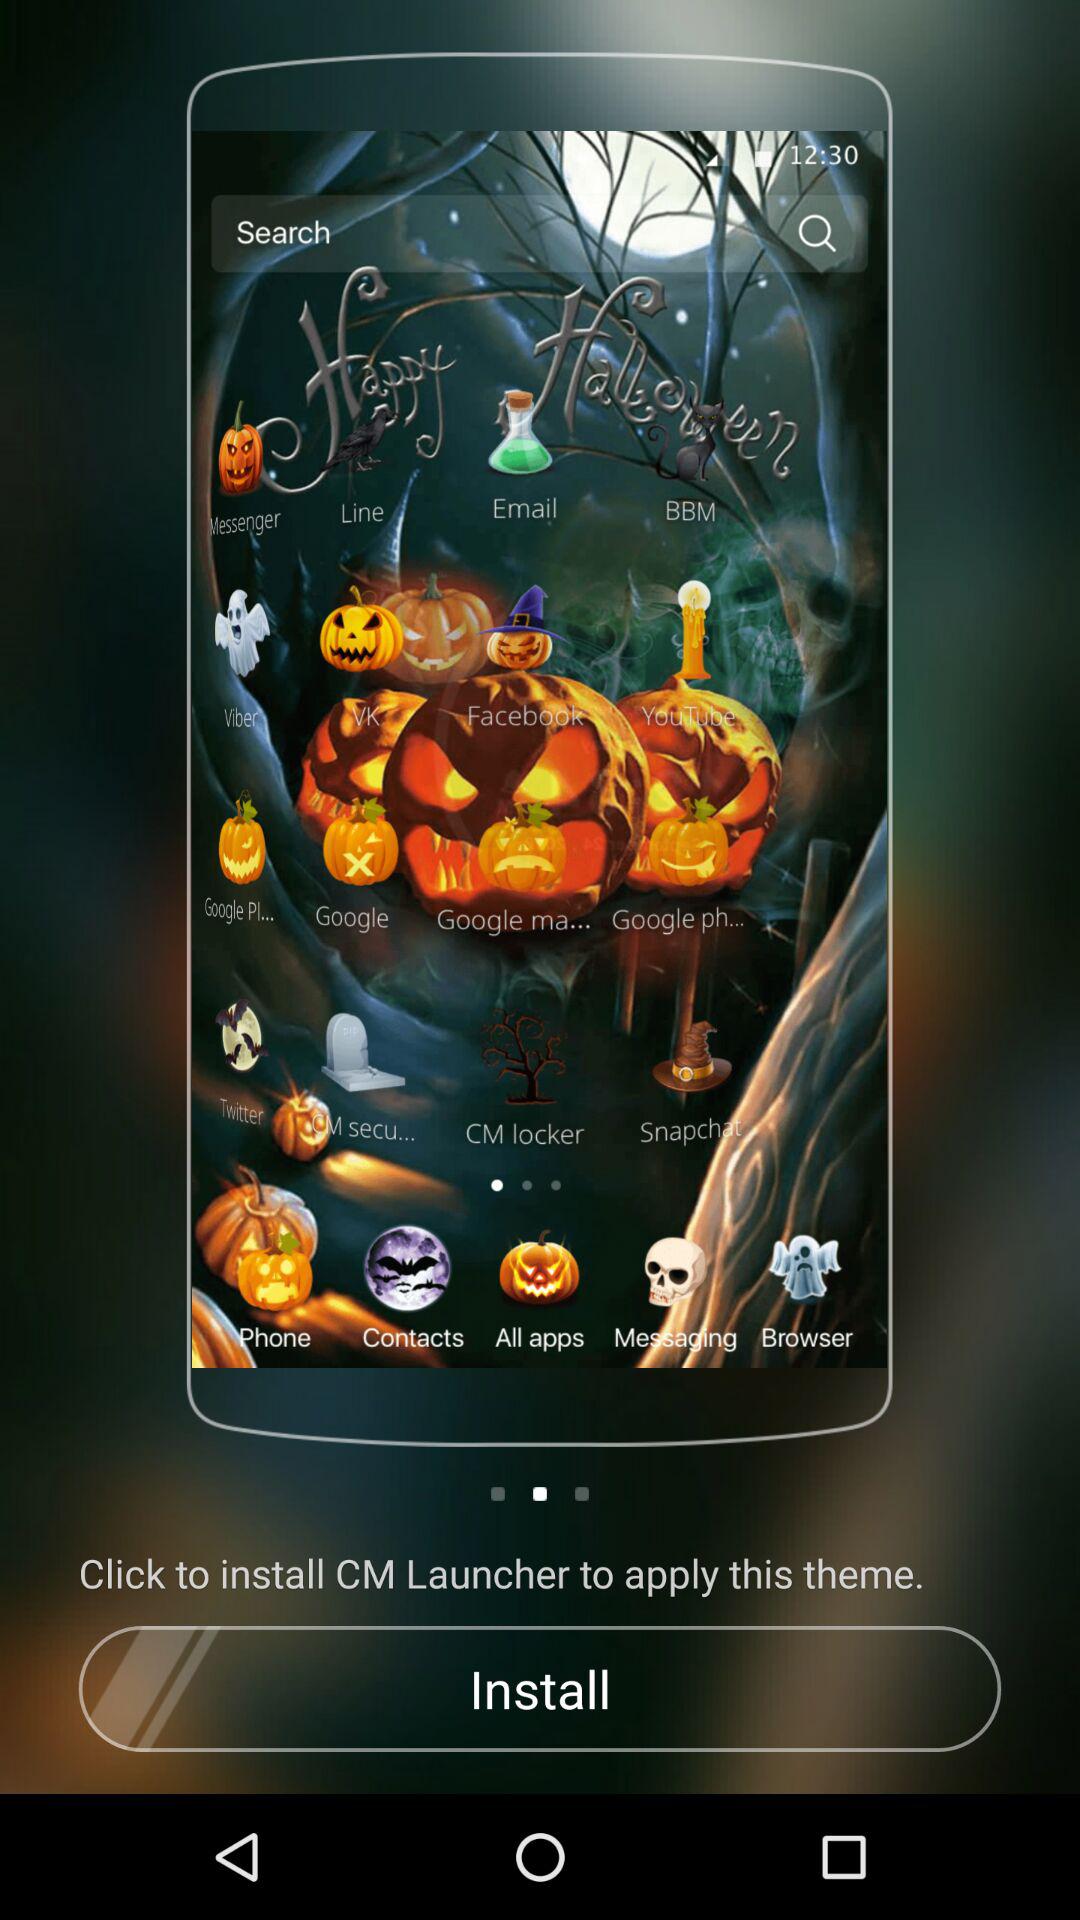 12:30
Search
Happy Halloween
Messenger Line Email BBM
Viber VK Facebook YouTube
Google Pl... Google Google ma... Google ph...
Twitter CM secu... CM locker Snapchat
Phone Contacts All apps Messaging Browser
Click to install CM Launcher to apply this theme.
Install